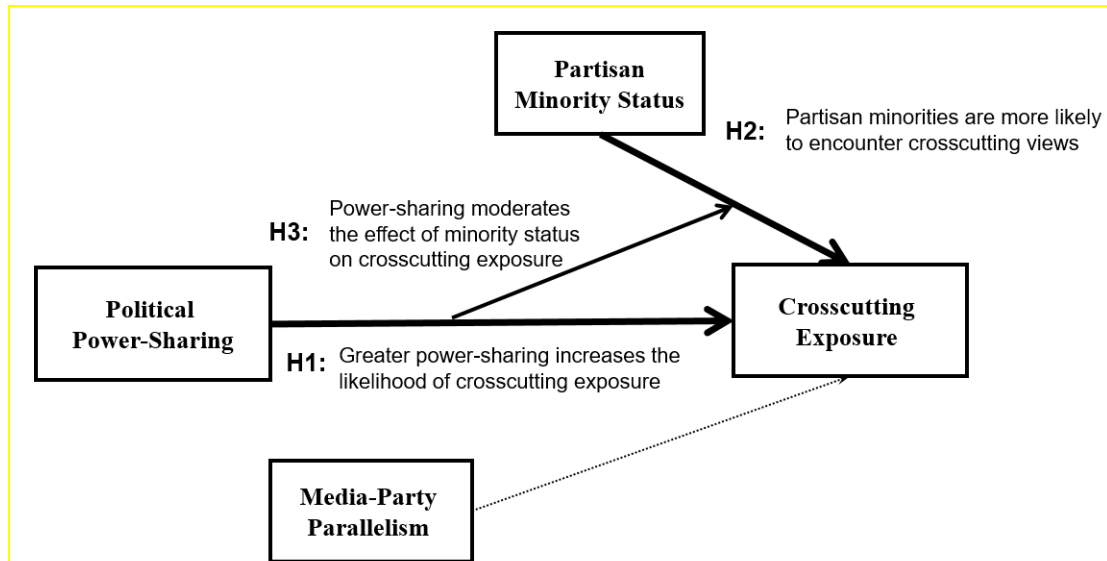 Partisan
Minority Status
H2: Partisan minorities are more likely
to encounter crosscutting views
H3: Power-sharing moderates
the effect of minority status
on crosscutting exposure
Political
Power-Sharing
Crosscutting
Exposure
H1: Greater power-sharing increases the
likelihood of crosscutting exposure
Media-Party
Parallelism